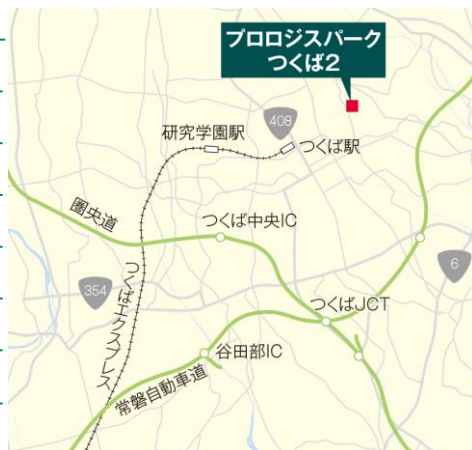 プロロジスパーク
つくば2
408
研究学園駅
つくば駅
圏央道
つくば中央IC
354
6
つくばエクスプレス
つくばJCT
谷田部IC
常磐自動車道